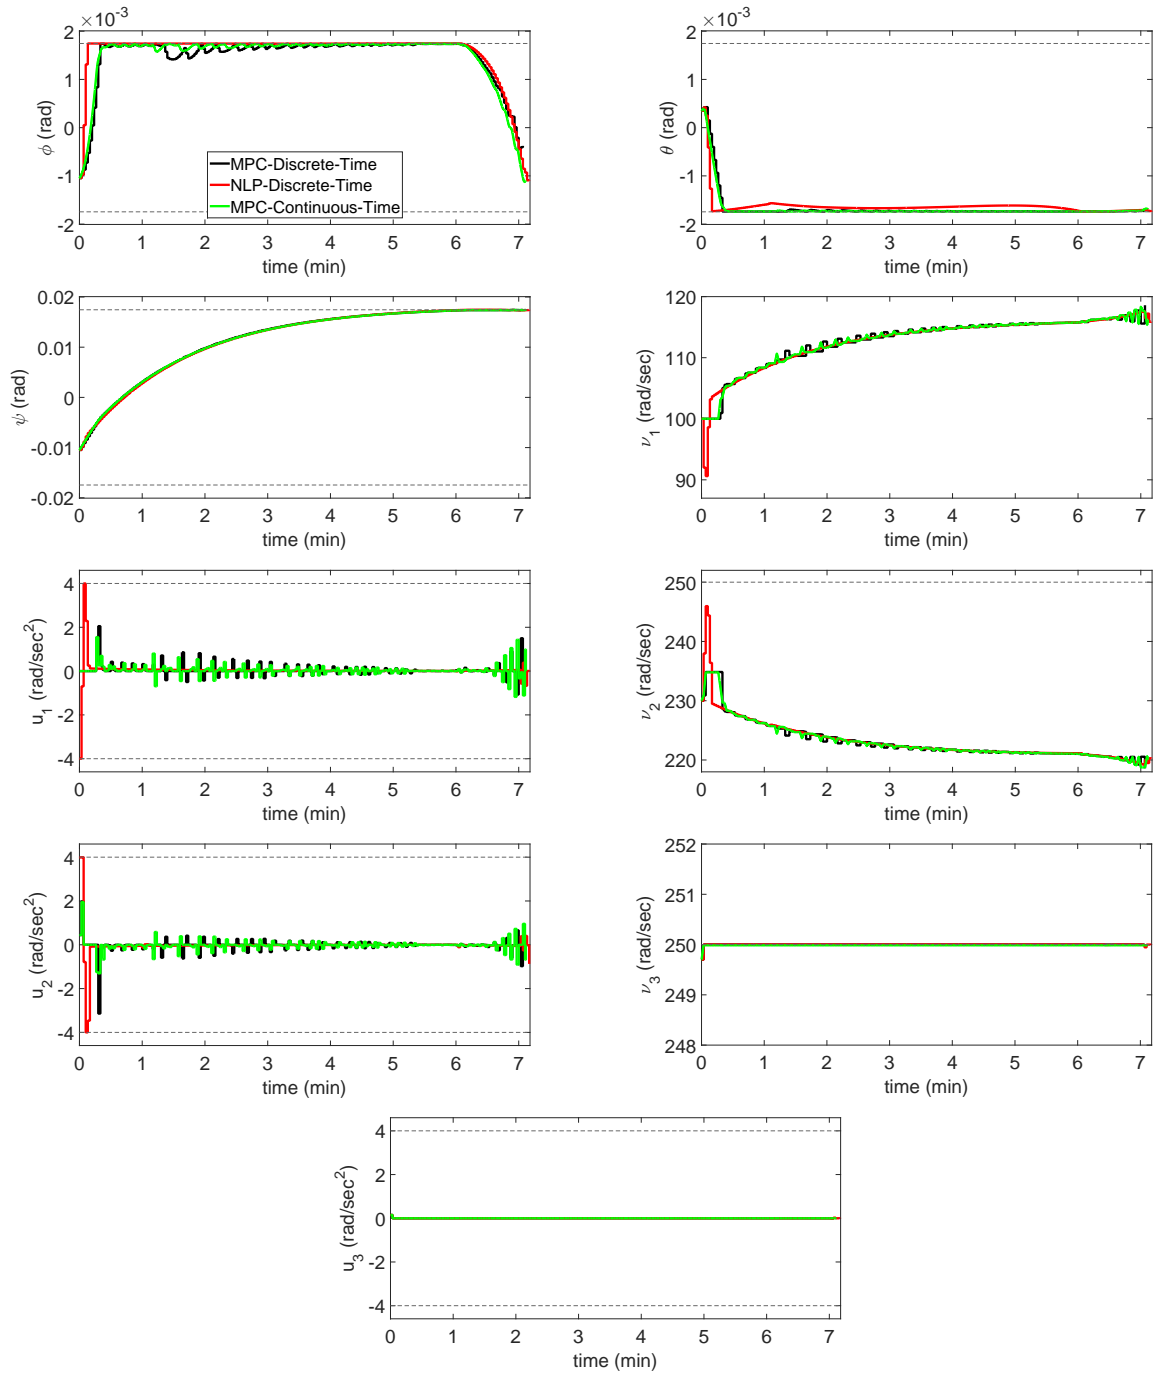 ×10⁻³
2
1
0
-1
-2
ϕ (rad)
MPC-Discrete-Time
NLP-Discrete-Time
MPC-Continuous-Time
0 1 2 3 4 5 6 7
time (min)
×10⁻³
2
1
0
-1
-2
θ (rad)
0 1 2 3 4 5 6 7
time (min)
0.02
0.01
0
-0.01
-0.02
ψ (rad)
0 1 2 3 4 5 6 7
time (min)
120
110
100
90
ν₁ (rad/sec)
0 1 2 3 4 5 6 7
time (min)
4
2
0
-2
-4
u₁ (rad/sec²)
0 1 2 3 4 5 6 7
time (min)
250
240
230
220
ν₂ (rad/sec)
0 1 2 3 4 5 6 7
time (min)
4
2
0
-2
-4
u₂ (rad/sec²)
0 1 2 3 4 5 6 7
time (min)
252
251
250
249
248
ν₃ (rad/sec)
0 1 2 3 4 5 6 7
time (min)
4
2
0
-2
-4
u₃ (rad/sec²)
0 1 2 3 4 5 6 7
time (min)